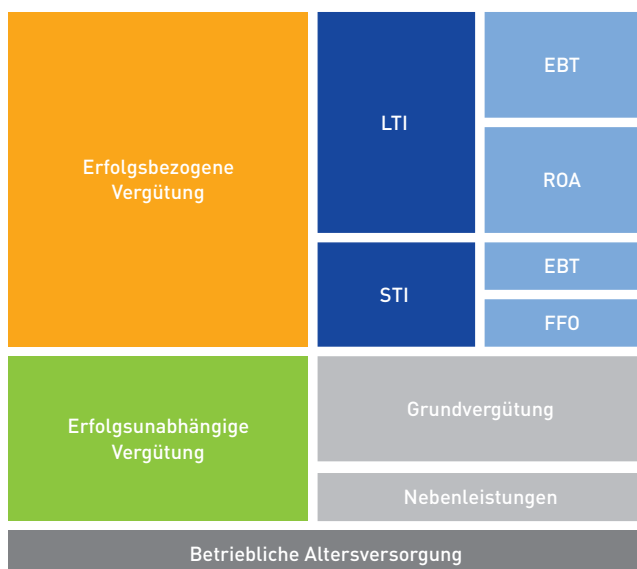 Erfolgsbezogene
Vergütung
LTI
EBT
ROA
STI
EBT
FFO
Erfolgsunabhängige
Vergütung
Grundvergütung
Nebenleistungen
Betriebliche Altersversorgung